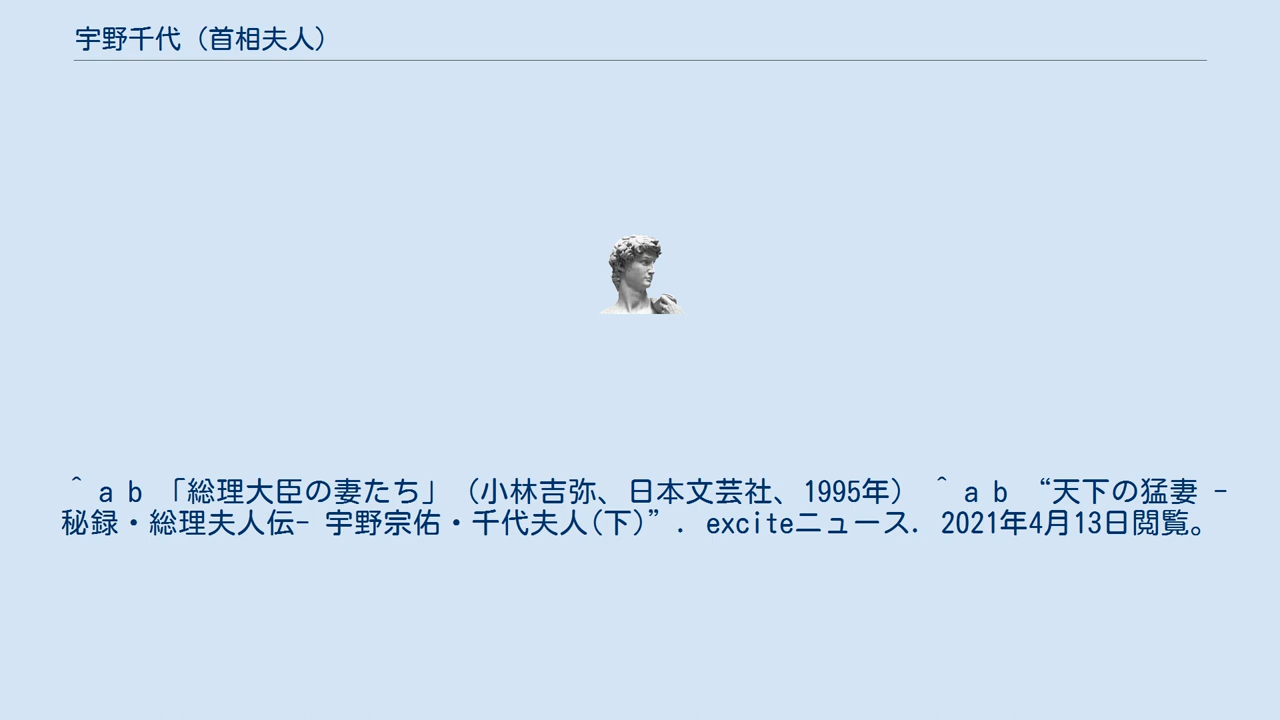 宇野千代（首相夫人）
^ a b 「総理大臣の妻たち」（小林吉弥、日本文芸社、1995年） ^ a b “天下の猛妻 -
秘録・総理夫人伝- 宇野宗佑・千代夫人(下)”. exciteニュース. 2021年4月13日閲覧。